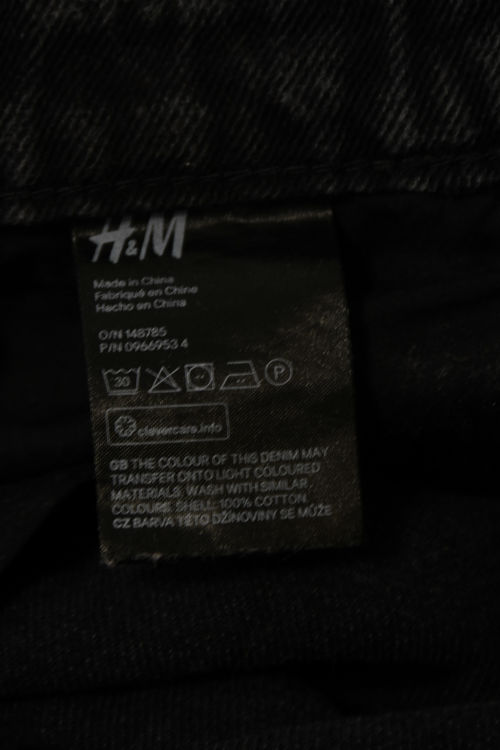 H&M
Made in China
Fabriqué en Chine
Hecho en China
O/N 148785
P/N 0966953 4
30 P
clevercare.info
GB THE COLOUR OF THIS DENIM MAY
TRANSFER ONTO LIGHT COLOURED
MATERIALS. WASH WITH SIMILAR
COLOURS. SHELL: 100% COTTON
CZ BARVA TÉTO DŽÍNOVINY SE MŮŽE